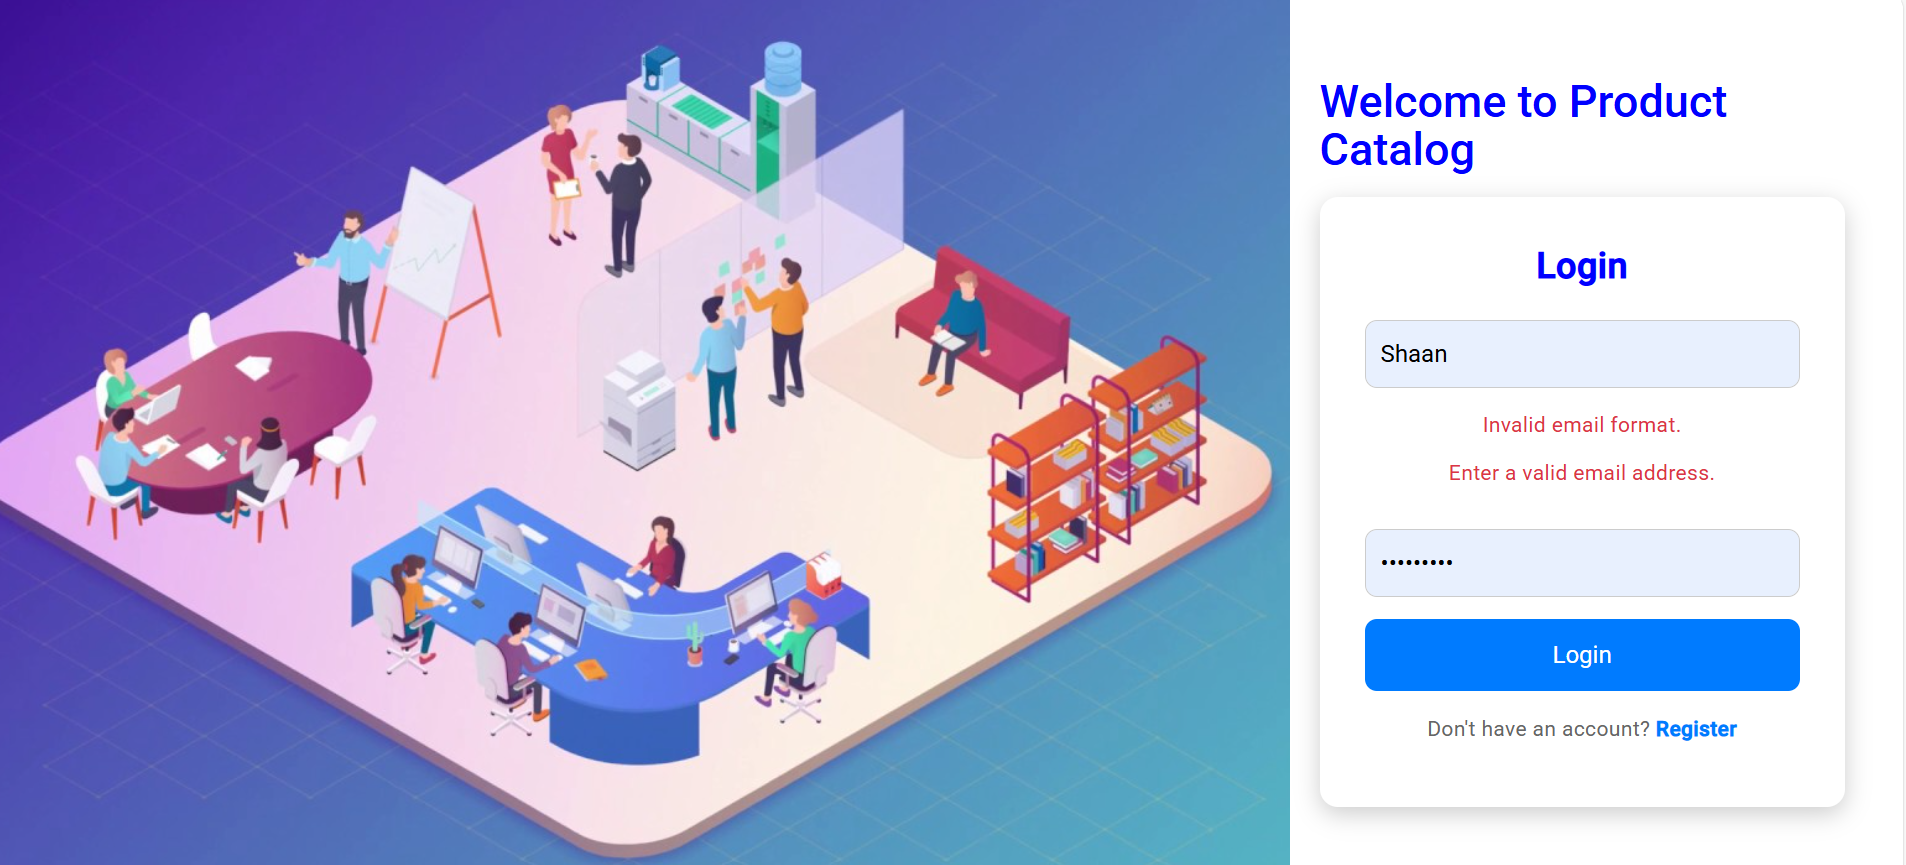 Welcome to Product
Catalog
Login
Shaan
Invalid email format.
Enter a valid email address.
•••••••••
Login
Don't have an account? Register